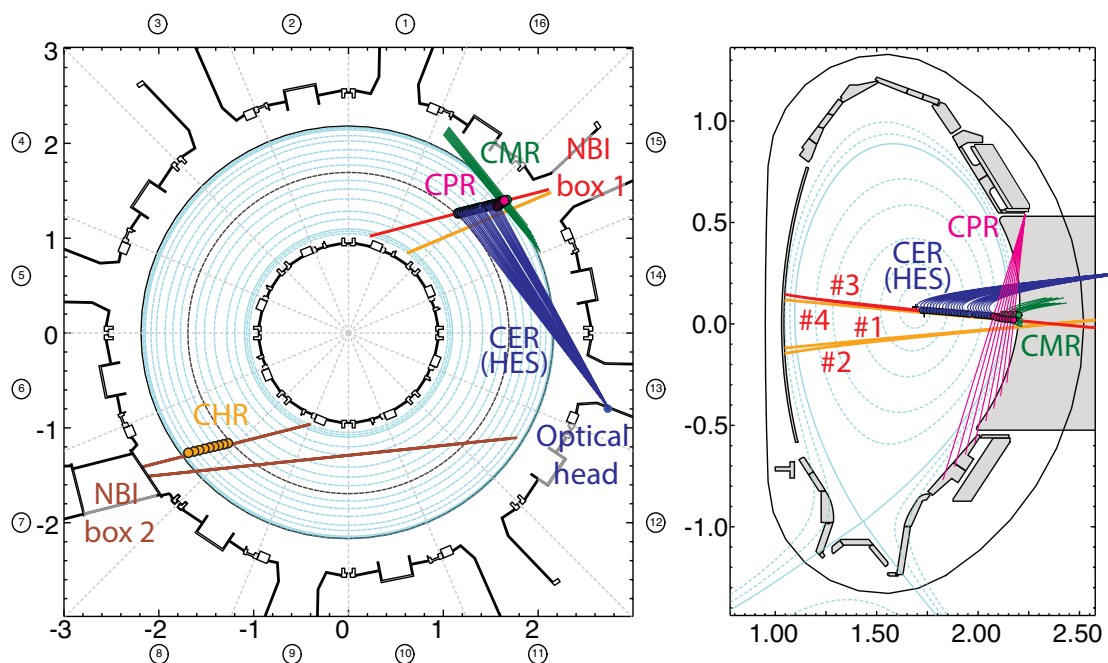 3 2 1 16
3
4 2 15
CMR NBI
CPR box 1
5 1 14
6 0 CER 13
(HES)
CHR
-1 Optical
NBI head
7 -2 box 2 12
-3 -2 -1 0 1 2
8 9 10 11
1.0
0.5 CPR CER
(HES)
#3
0.0 #4 #1
#2 CMR
-0.5
-1.0
1.00 1.50 2.00 2.50